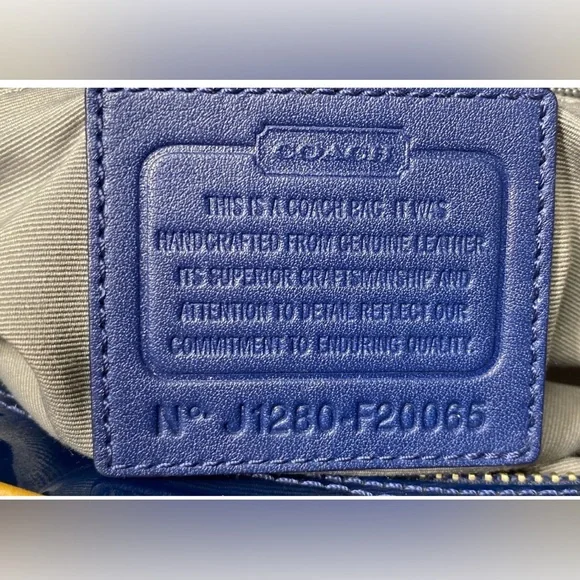 COACH
THIS IS A COACH BAG. IT WAS
HANDCRAFTED FROM GENUINE LEATHER
ITS SUPERIOR CRAFTSMANSHIP AND
ATTENTION TO DETAIL REFLECT OUR
COMMITMENT TO ENDURING QUALITY.
Nº. J1280-F20065